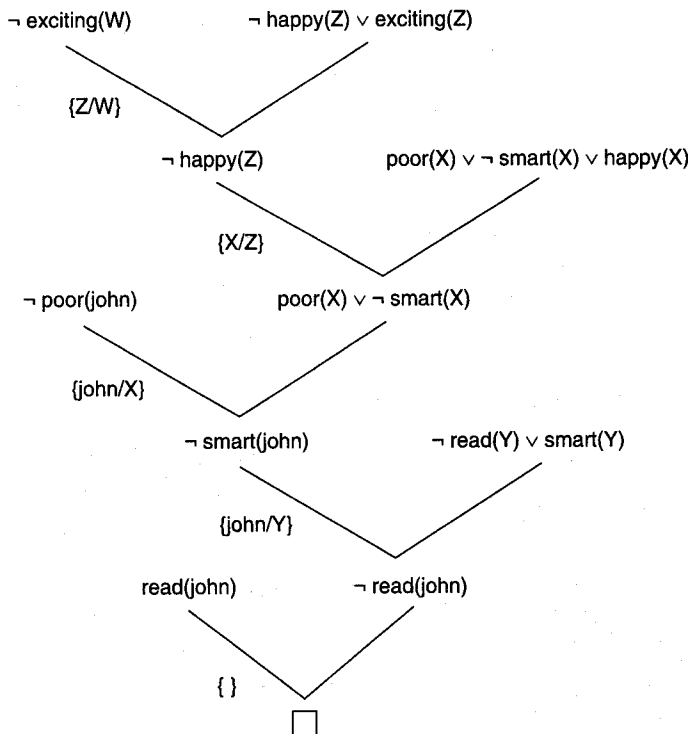 ¬ exciting(W) ¬ happy(Z) ∨ exciting(Z)
{Z/W}
¬ happy(Z) poor(X) ∨ ¬ smart(X) ∨ happy(X)
{X/Z}
¬ poor(john) poor(X) ∨ ¬ smart(X)
{john/X}
¬ smart(john) ¬ read(Y) ∨ smart(Y)
{john/Y}
read(john) ¬ read(john)
{ }